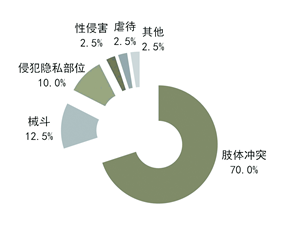 性侵害
2.5%
虐待
2.5%
其他
2.5%
侵犯隐私部位
10.0%
械斗
12.5%
肢体冲突
70.0%